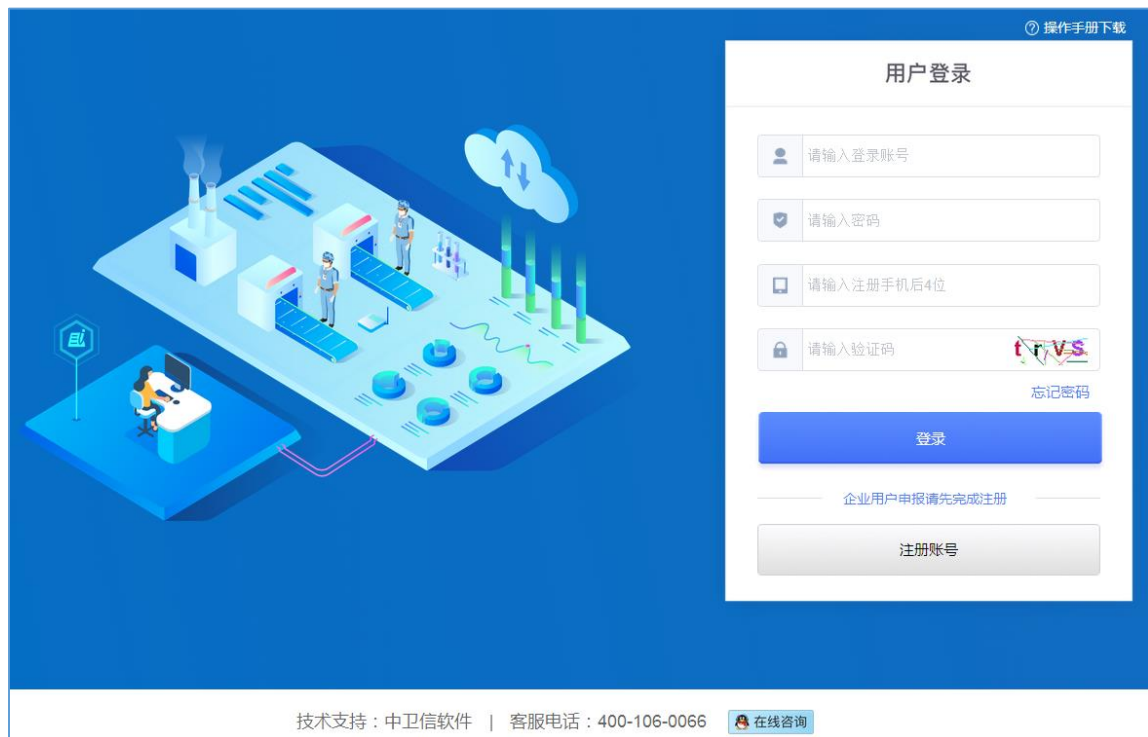 操作手册下载
用户登录
请输入登录账号
请输入密码
请输入注册手机后4位
请输入验证码 trVS
忘记密码
登录
企业用户申报请先完成注册
注册账号
技术支持：中卫信软件 | 客服电话：400-106-0066 在线咨询